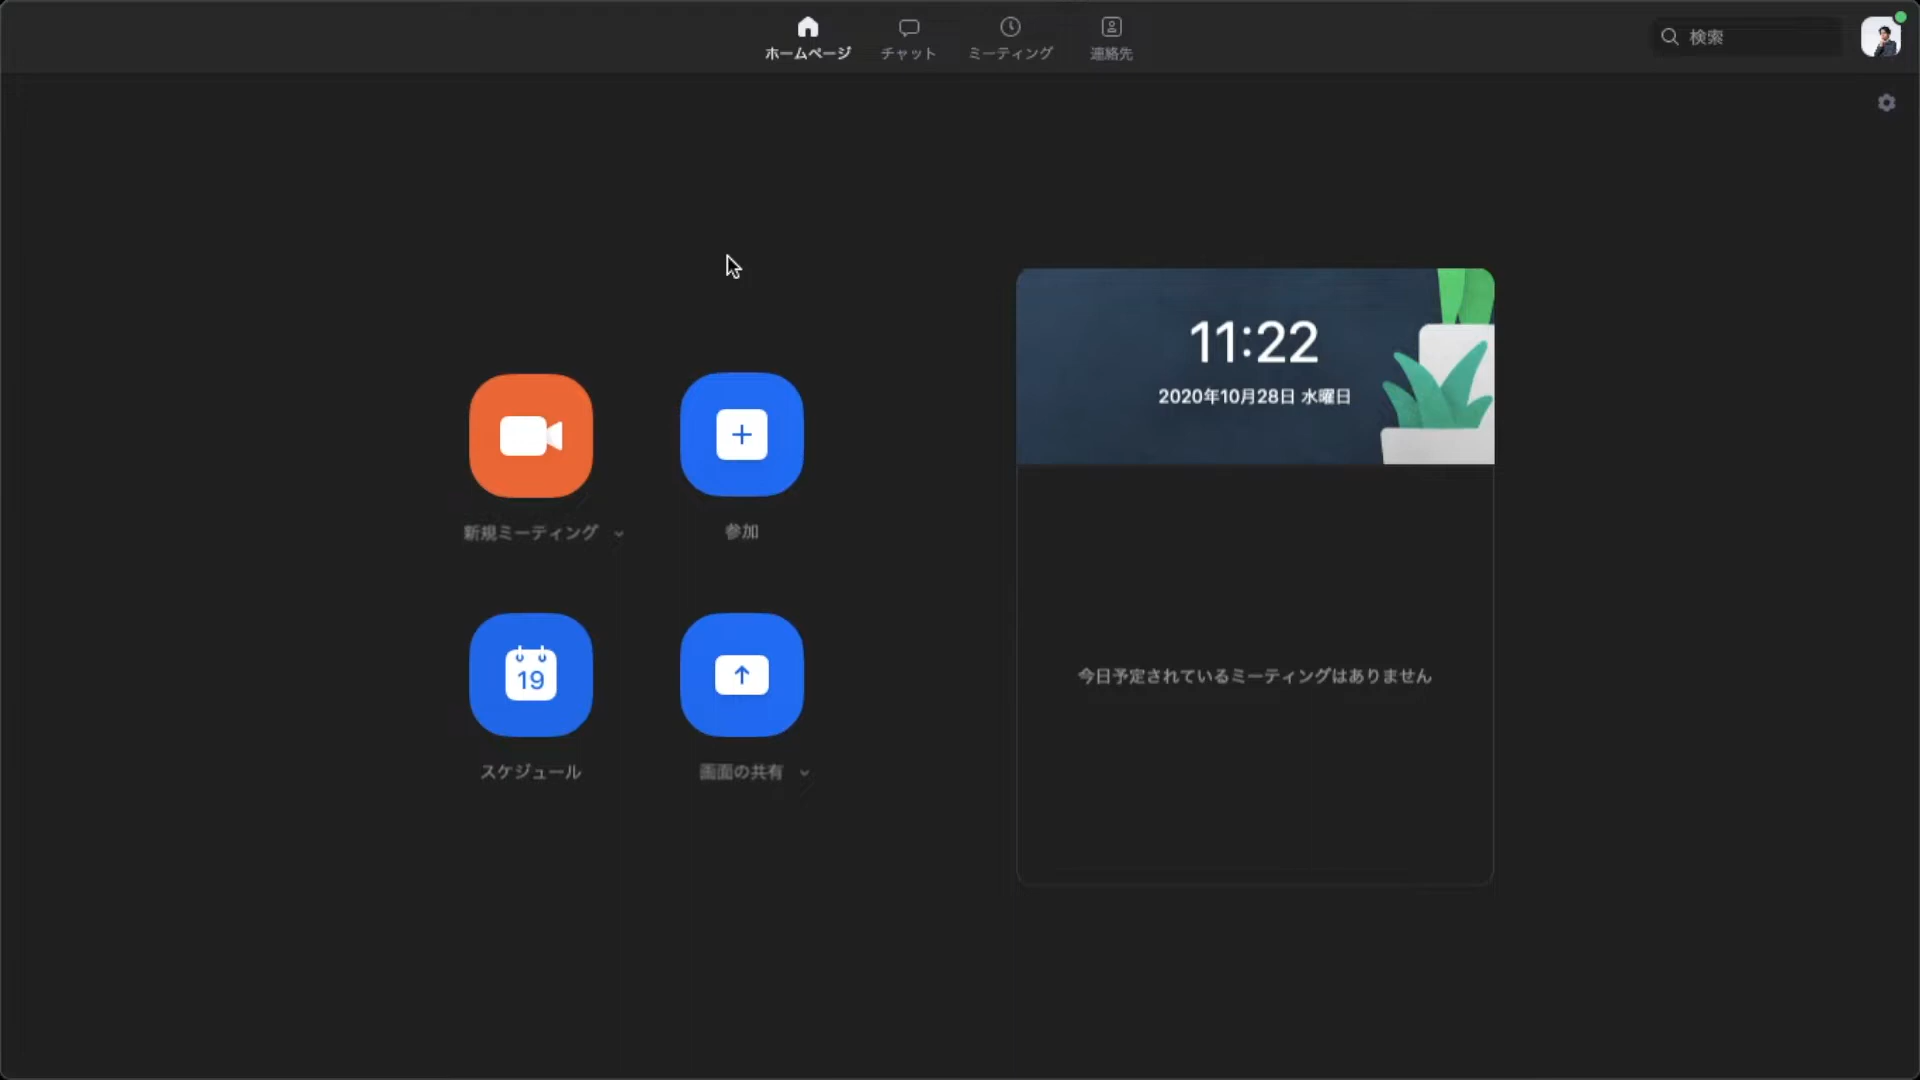 ホームページ
チャット
ミーティング
連絡先
検索
11:22
2020年10月28日 水曜日
新規ミーティング
参加
19
スケジュール
画面の共有
今日予定されているミーティングはありません